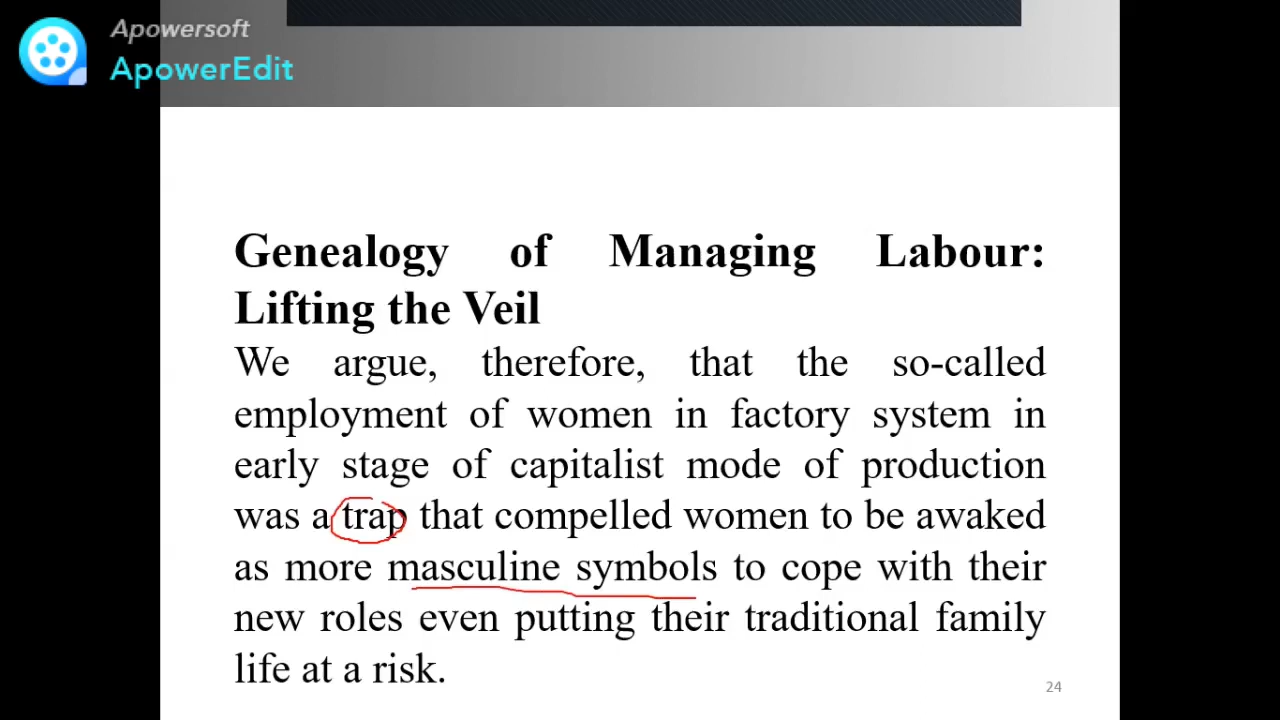 Apowersoft
ApowerEdit
Genealogy of Managing Labour:
Lifting the Veil
We argue, therefore, that the so-called
employment of women in factory system in
early stage of capitalist mode of production
was a trap that compelled women to be awaked
as more masculine symbols to cope with their
new roles even putting their traditional family
life at a risk.
24